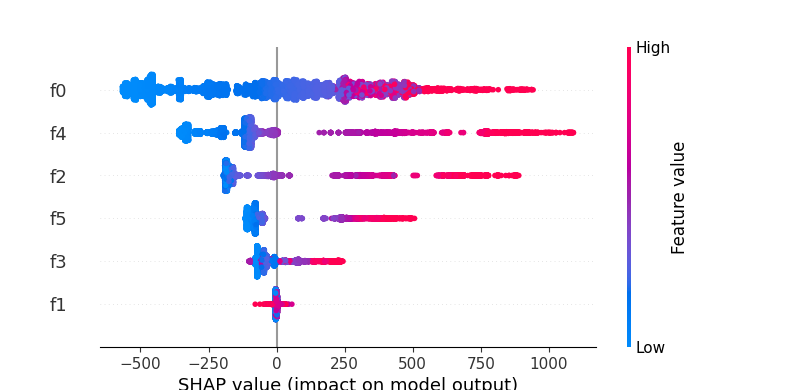 High
f0
f4
f2
f5
f3
f1
Feature value
Low
−500
−250
0
250
500
750
1000
SHAP value (impact on model output)